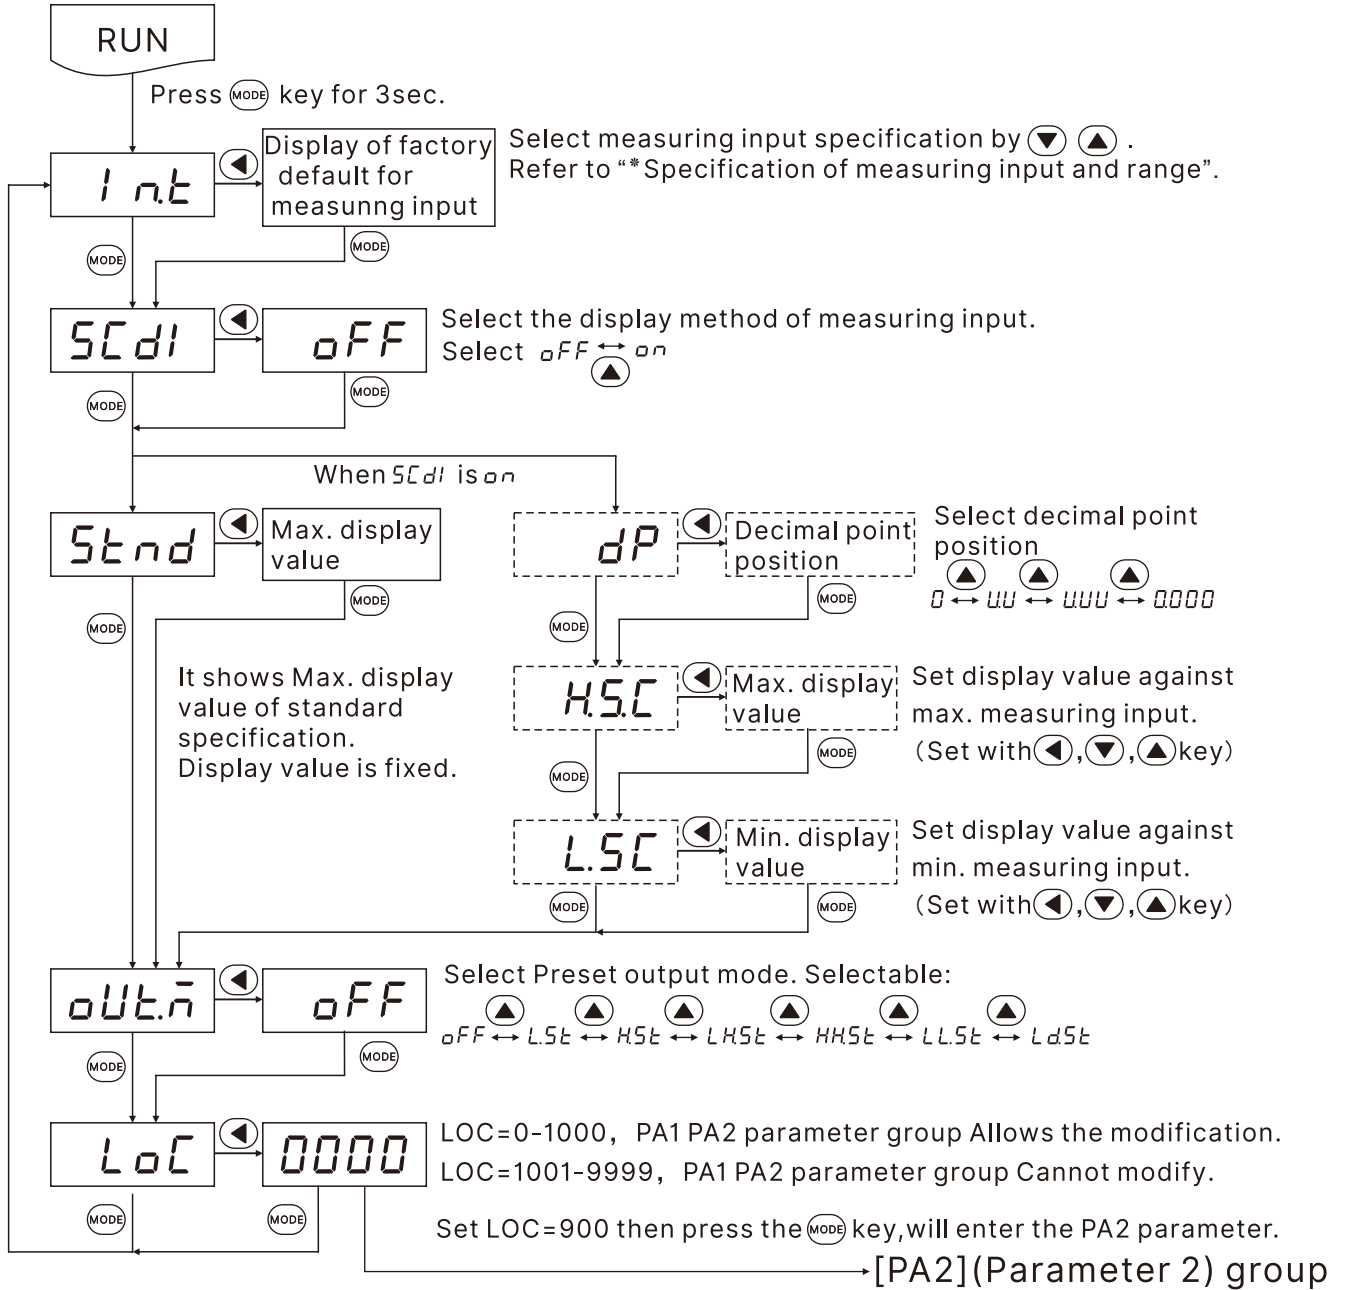 RUN
Press MODE key for 3sec.
In.t
Display of factory
default for
measunng input
Select measuring input specification by .
Refer to “*Specification of measuring input and range”.
MODE
MODE
SCdI
oFF
Select the display method of measuring input.
Select oFF ↔ on
MODE
MODE
When SCdI is on
Stnd
Max. display
value
dP
Decimal point
position
Select decimal point
position
0 ↔ U.U ↔ U.UU ↔ 0.000
MODE
MODE
MODE
MODE
It shows Max. display
value of standard
specification.
Display value is fixed.
H.S.C
Max. display
value
Set display value against
max. measuring input.
(Set with , , key)
MODE
MODE
L.SC
Min. display
value
Set display value against
min. measuring input.
(Set with , , key)
MODE
MODE
oUt.m̄
oFF
Select Preset output mode. Selectable:
oFF ↔ L.St ↔ H.St ↔ LH.St ↔ HH.St ↔ LL.St ↔ Ld.St
MODE
MODE
LoC
0000
LOC=0-1000, PA1 PA2 parameter group Allows the modification.
LOC=1001-9999, PA1 PA2 parameter group Cannot modify.
MODE
MODE
Set LOC=900 then press the MODE key,will enter the PA2 parameter.
[PA2](Parameter 2) group